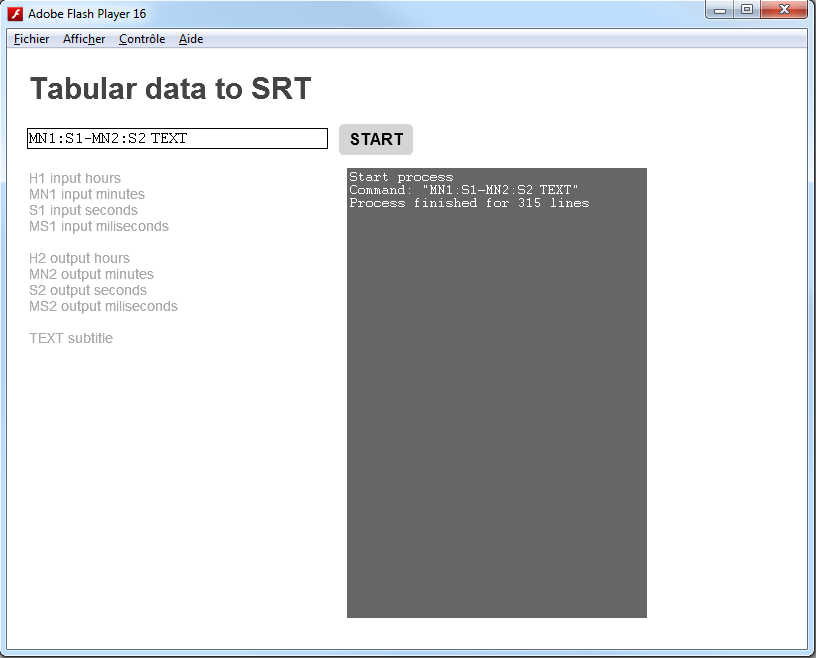 Adobe Flash Player 16
Fichier Afficher Contrôle Aide
Tabular data to SRT
MN1:S1-MN2:S2 TEXT
START
H1 input hours
MN1 input minutes
S1 input seconds
MS1 input miliseconds
H2 output hours
MN2 output minutes
S2 output seconds
MS2 output miliseconds
TEXT subtitle
Start process
Command: "MN1:S1-MN2:S2 TEXT"
Process finished for 315 lines